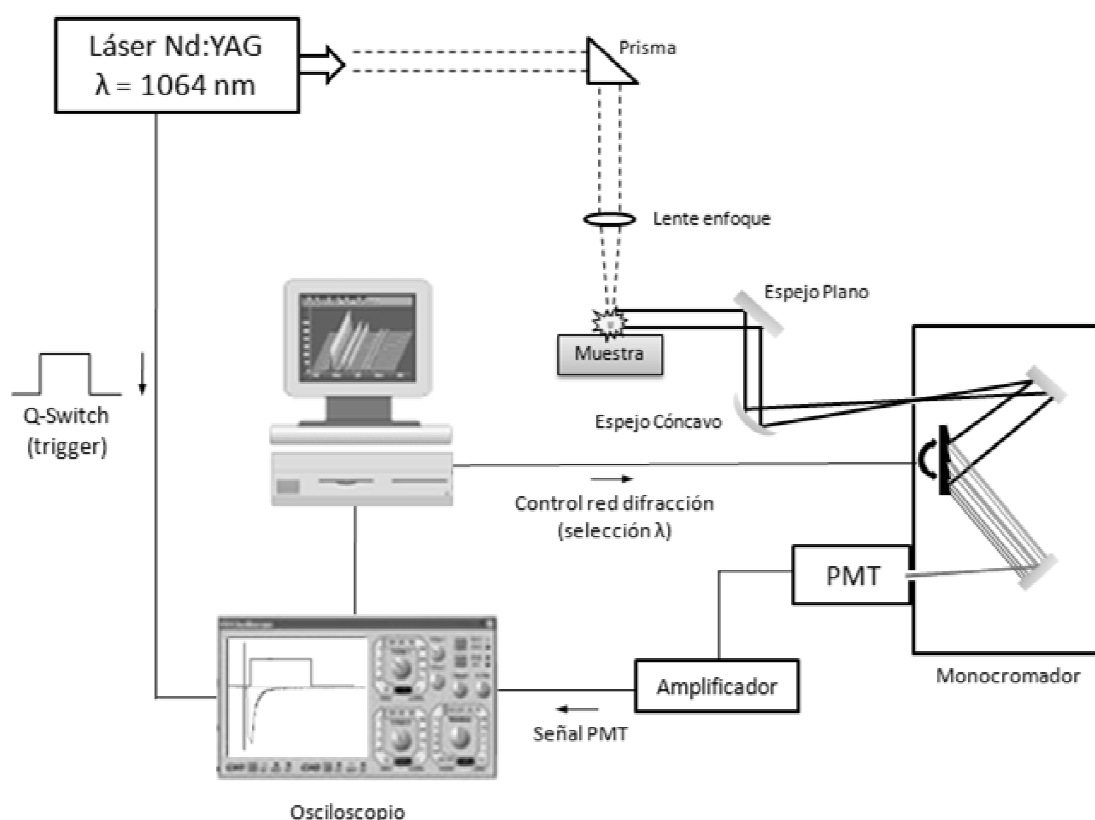 Láser Nd:YAG
λ = 1064 nm
Prisma
Lente enfoque
Espejo Plano
Muestra
Q-Switch
(trigger)
Espejo Cóncavo
Control red difracción
(selección λ)
PMT
Monocromador
Amplificador
Señal PMT
Osciloscopio